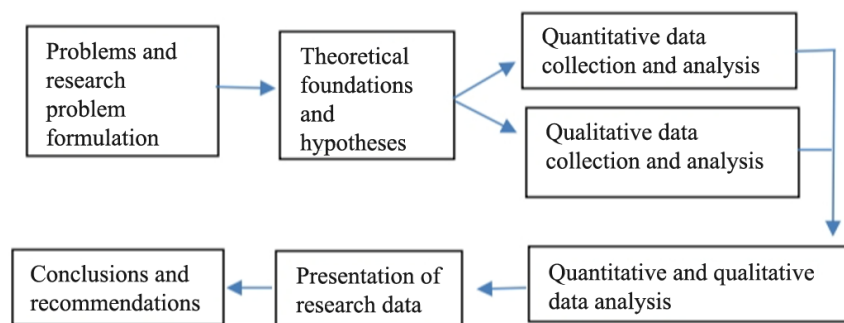 Problems and
research
problem
formulation
Theoretical
foundations
and
hypotheses
Quantitative data
collection and analysis
Qualitative data
collection and analysis
Quantitative and qualitative
data analysis
Presentation of
research data
Conclusions and
recommendations